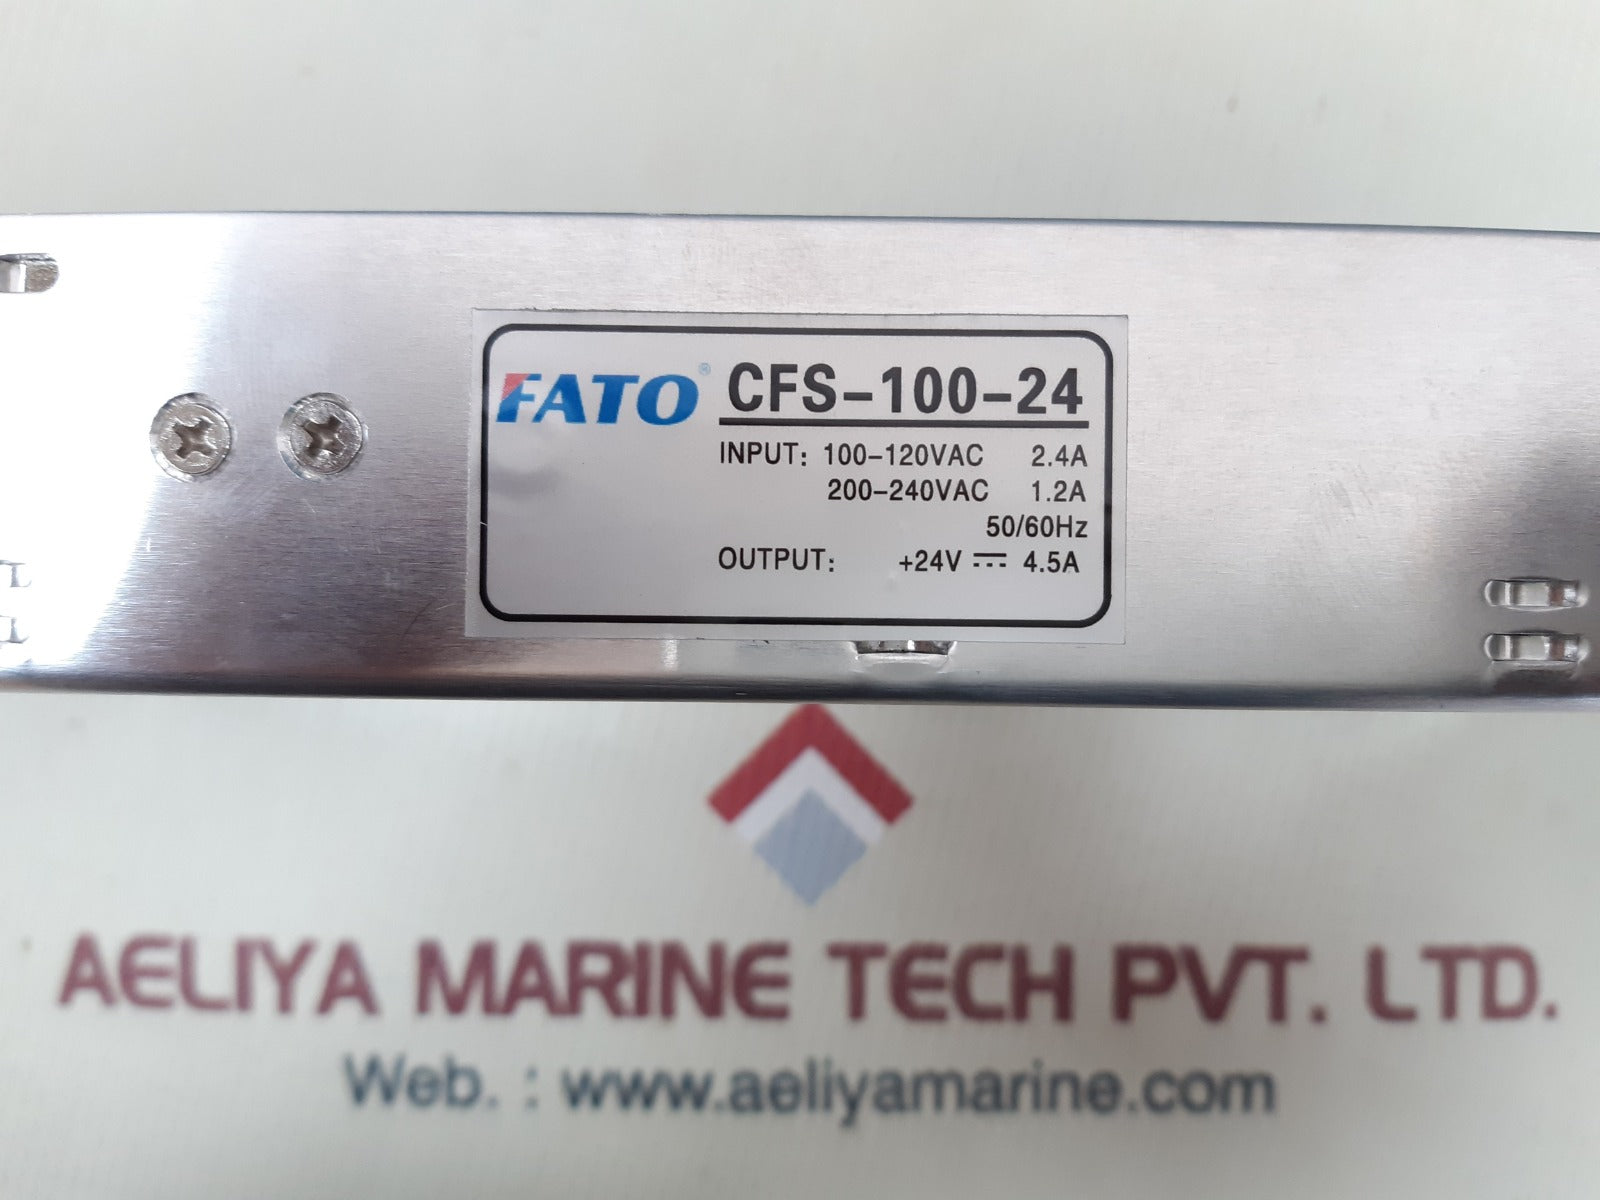 FATO® CFS-100-24
INPUT: 100-120VAC 2.4A
200-240VAC 1.2A
50/60Hz
OUTPUT: +24V ⎓ 4.5A
AELIYA MARINE TECH PVT. LTD.
Web. : www.aeliyamarine.com